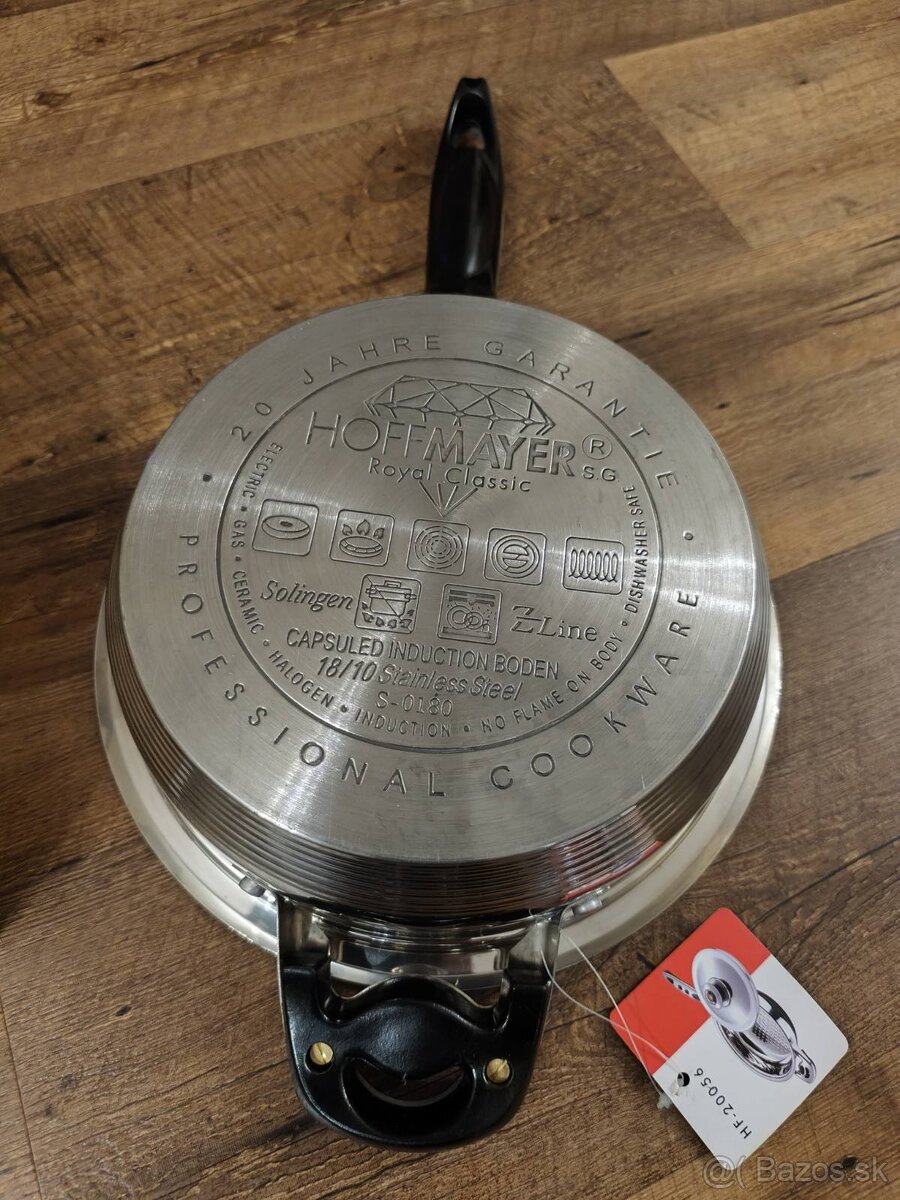 • 20 JAHRE GARANTIE •
HOFFMAYER ®
S.G
Royal Classic
Solingen
Z-Line
CAPSULED INDUCTION BODEN
18/10 Stainless Steel
S-0180
ELECTRIC • GAS • CERAMIC • HALOGEN • INDUCTION • NO FLAME ON BODY • DISHWASHER SAFE
PROFESSIONAL COOKWARE
HF-20056
@( Bazos.sk